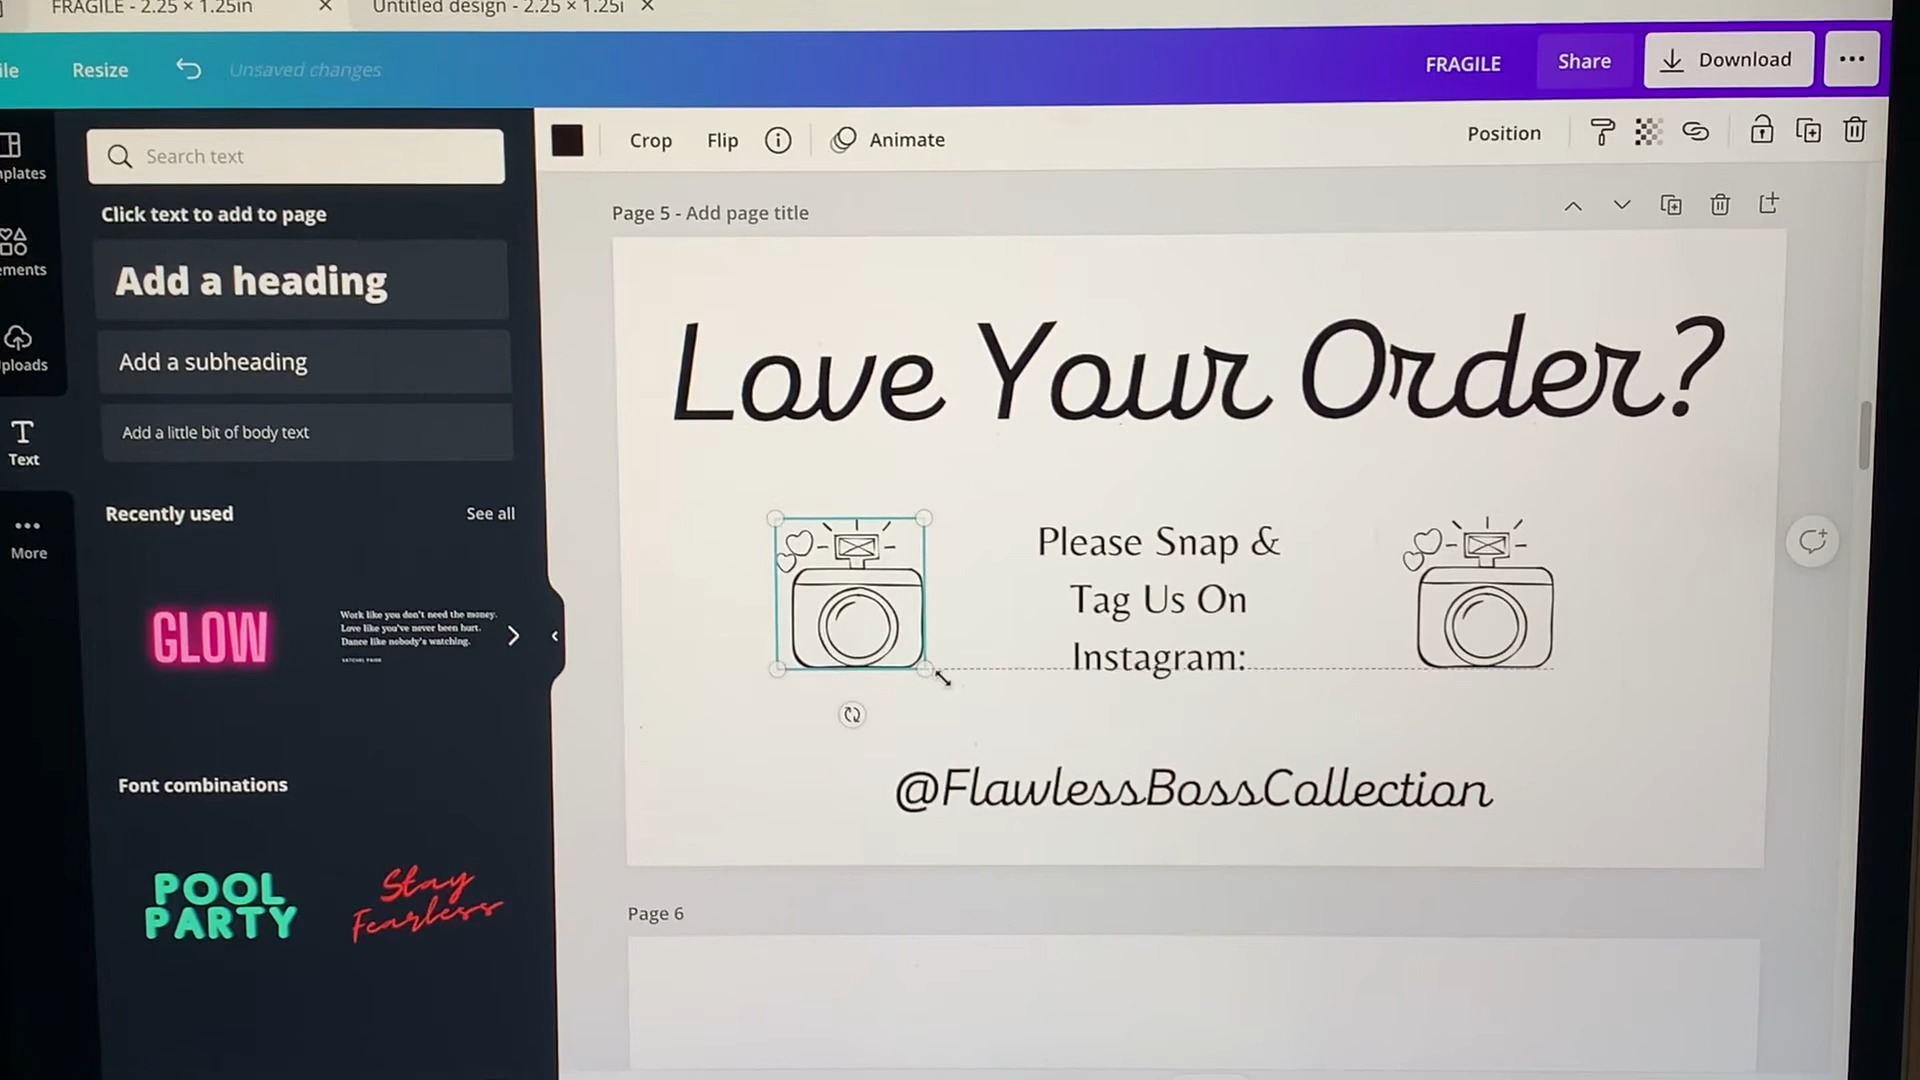 FRAGILE - 2.25 × 1.25in
Untitled design - 2.25 × 1.25i
Resize
Unsaved changes
FRAGILE
Share
Download
Search text
Crop
Flip
Animate
Position
Click text to add to page
Page 5 - Add page title
Add a heading
Add a subheading
Add a little bit of body text
Text
More
Recently used
See all
GLOW
Work like you don't need the money.
Love like you've never been hurt.
Dance like nobody's watching.
SATCHEL PAIGE
Font combinations
POOL
PARTY
Stay
Fearless
Love Your Order?
Please Snap &
Tag Us On
Instagram:
@FlawlessBossCollection
Page 6